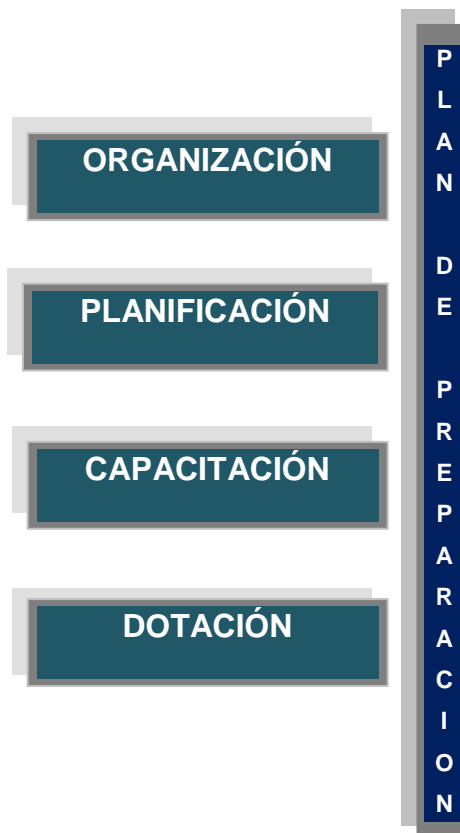 ORGANIZACIÓN
PLANIFICACIÓN
CAPACITACIÓN
DOTACIÓN
PLAN DE PREPARACION